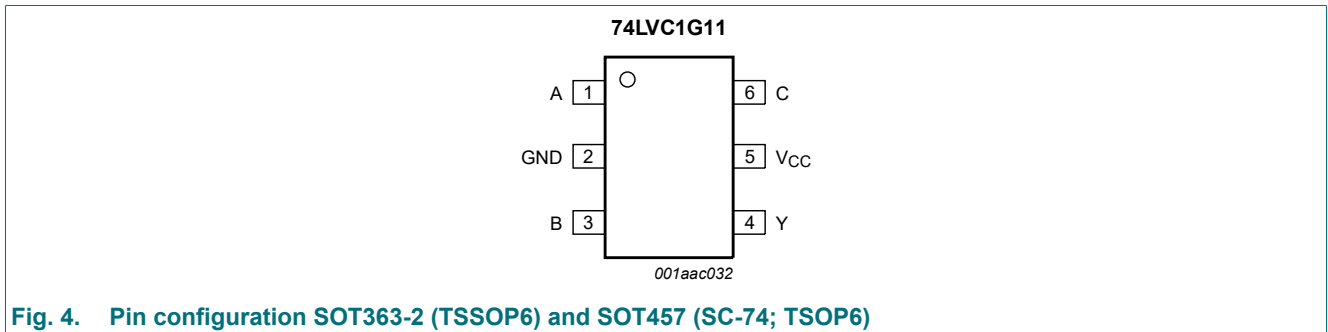 74LVC1G11
A 1 6 C
GND 2 5 VCC
B 3 4 Y
001aac032
Fig. 4. Pin configuration SOT363-2 (TSSOP6) and SOT457 (SC-74; TSOP6)